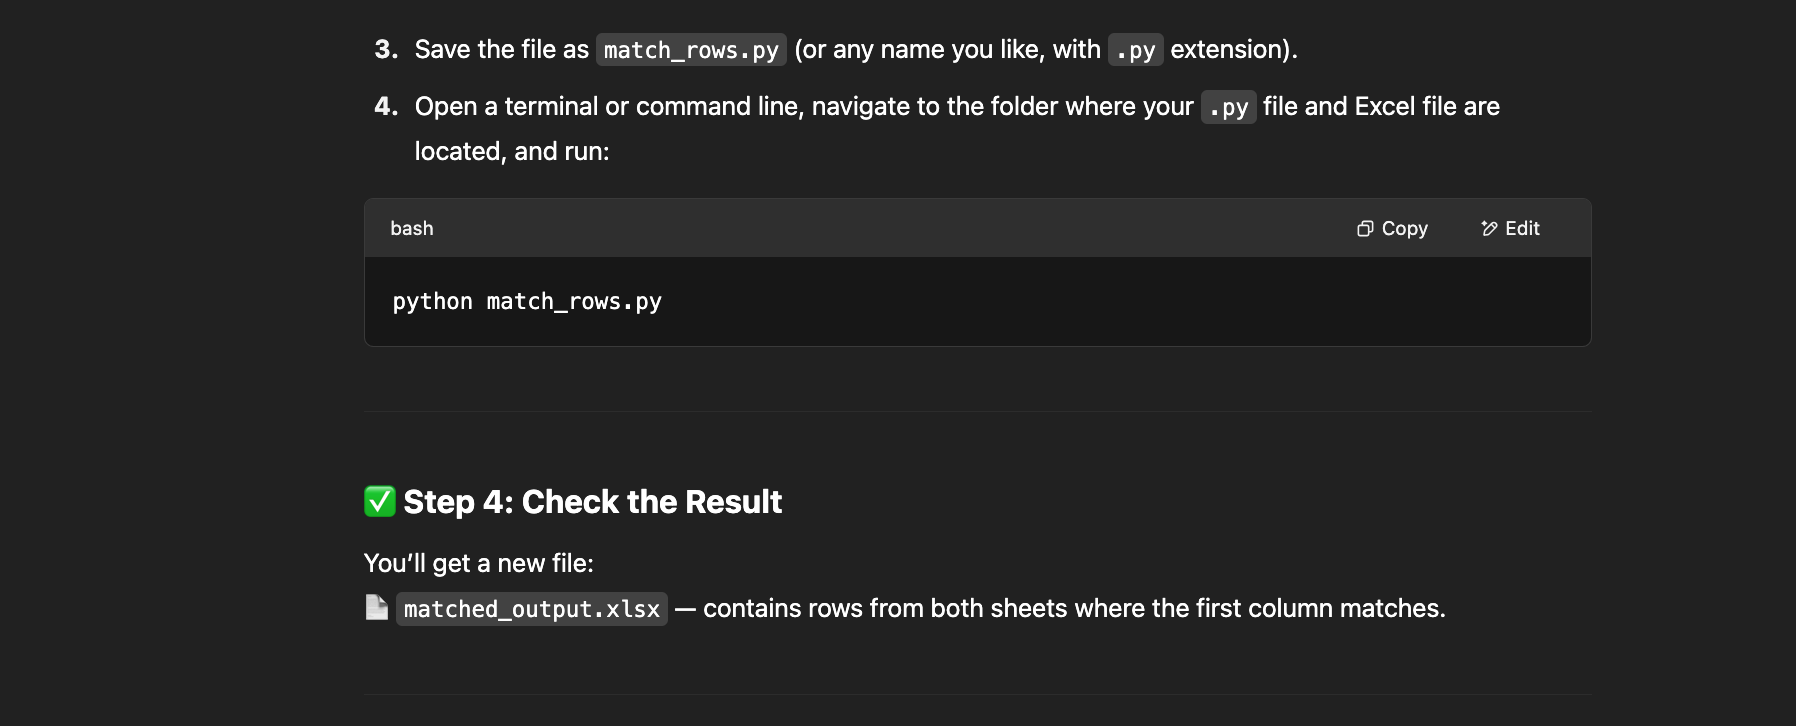 3. Save the file as match_rows.py (or any name you like, with .py extension).
4. Open a terminal or command line, navigate to the folder where your .py file and Excel file are
located, and run:
bash Copy Edit
python match_rows.py
✅ Step 4: Check the Result
You’ll get a new file:
📄 matched_output.xlsx — contains rows from both sheets where the first column matches.